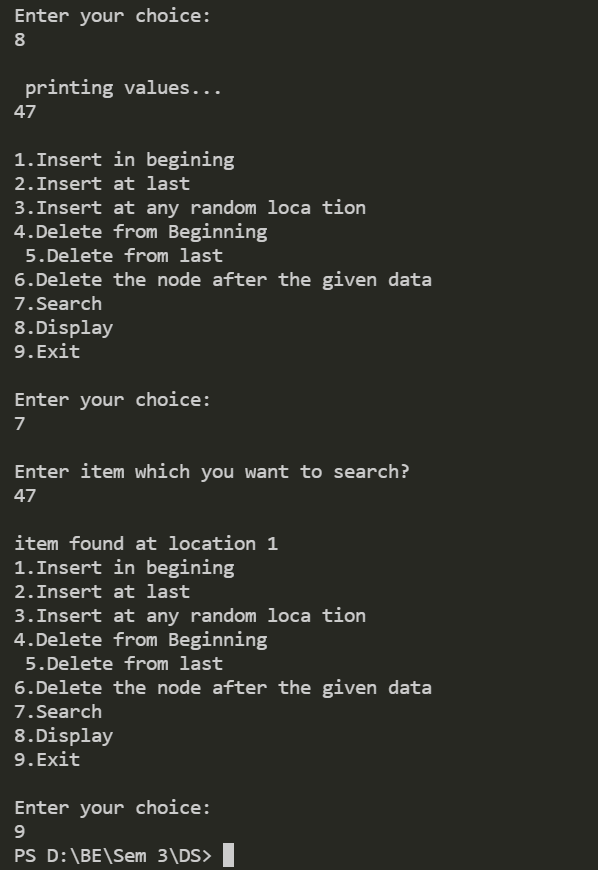 Enter your choice:
8
printing values...
47
1.Insert in begining
2.Insert at last
3.Insert at any random loca tion
4.Delete from Beginning
5.Delete from last
6.Delete the node after the given data
7.Search
8.Display
9.Exit
Enter your choice:
7
Enter item which you want to search?
47
item found at location 1
1.Insert in begining
2.Insert at last
3.Insert at any random loca tion
4.Delete from Beginning
5.Delete from last
6.Delete the node after the given data
7.Search
8.Display
9.Exit
Enter your choice:
9
PS D:\BE\Sem 3\DS>